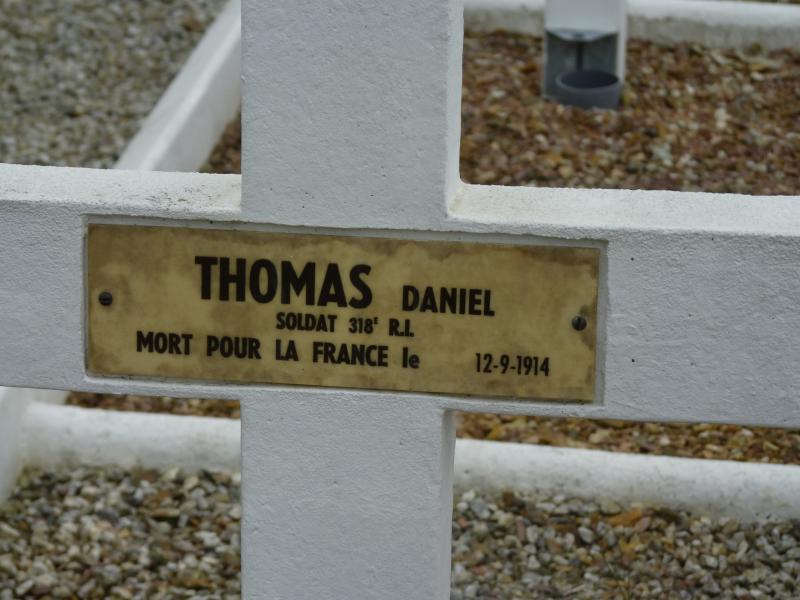 THOMAS DANIEL
SOLDAT 318E R.I.
MORT POUR LA FRANCE le 12-9-1914